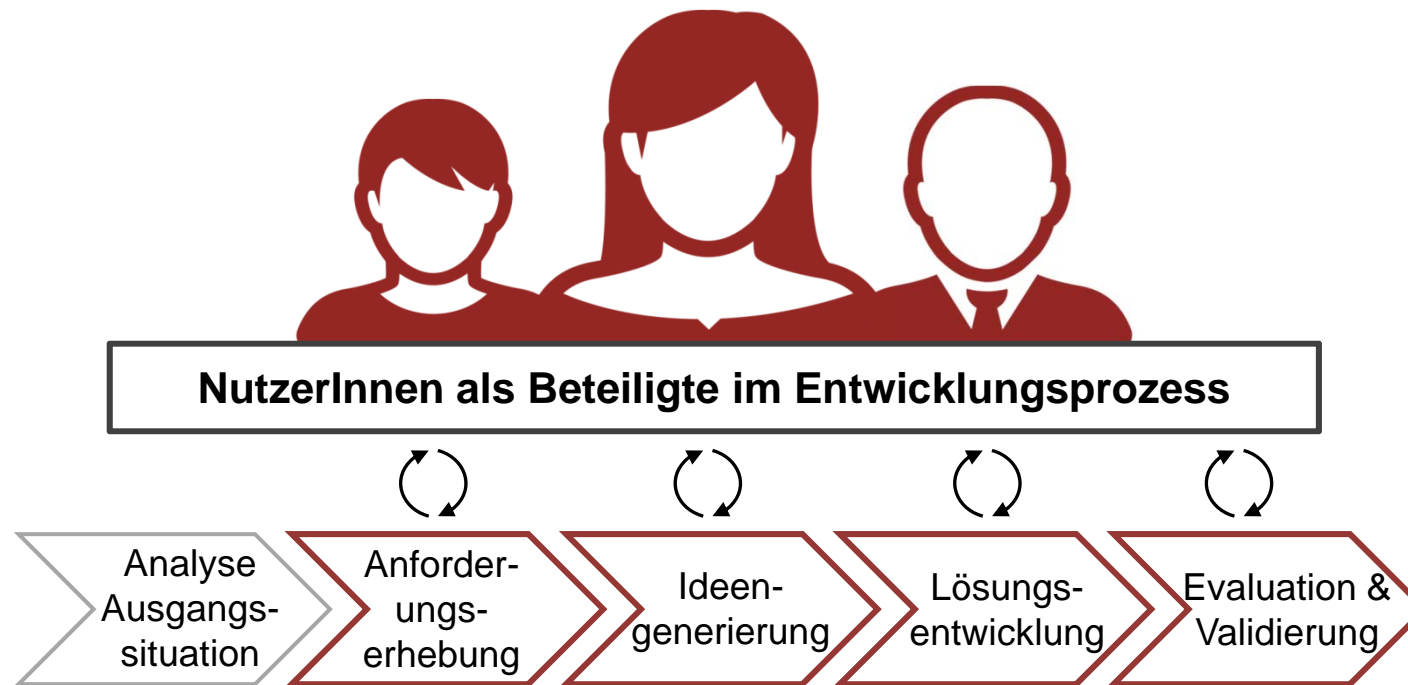 NutzerInnen als Beteiligte im Entwicklungsprozess
Analyse
Ausgangs-
situation
Anforder-
ungs-
erhebung
Ideen-
generierung
Lösungs-
entwicklung
Evaluation &
Validierung